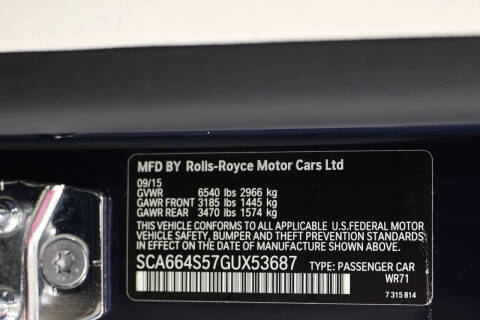 MFD BY Rolls-Royce Motor Cars Ltd
09/15
GVWR 6540 lbs 2966 kg
GAWR FRONT 3185 lbs 1445 kg
GAWR REAR 3470 lbs 1574 kg
THIS VEHICLE CONFORMS TO ALL APPLICABLE U.S.FEDERAL MOTOR
VEHICLE SAFETY, BUMPER AND THEFT PREVENTION STANDARDS
IN EFFECT ON THE DATE OF MANUFACTURE SHOWN ABOVE.
SCA664S57GUX53687 TYPE: PASSENGER CAR
WR71
7 315 814